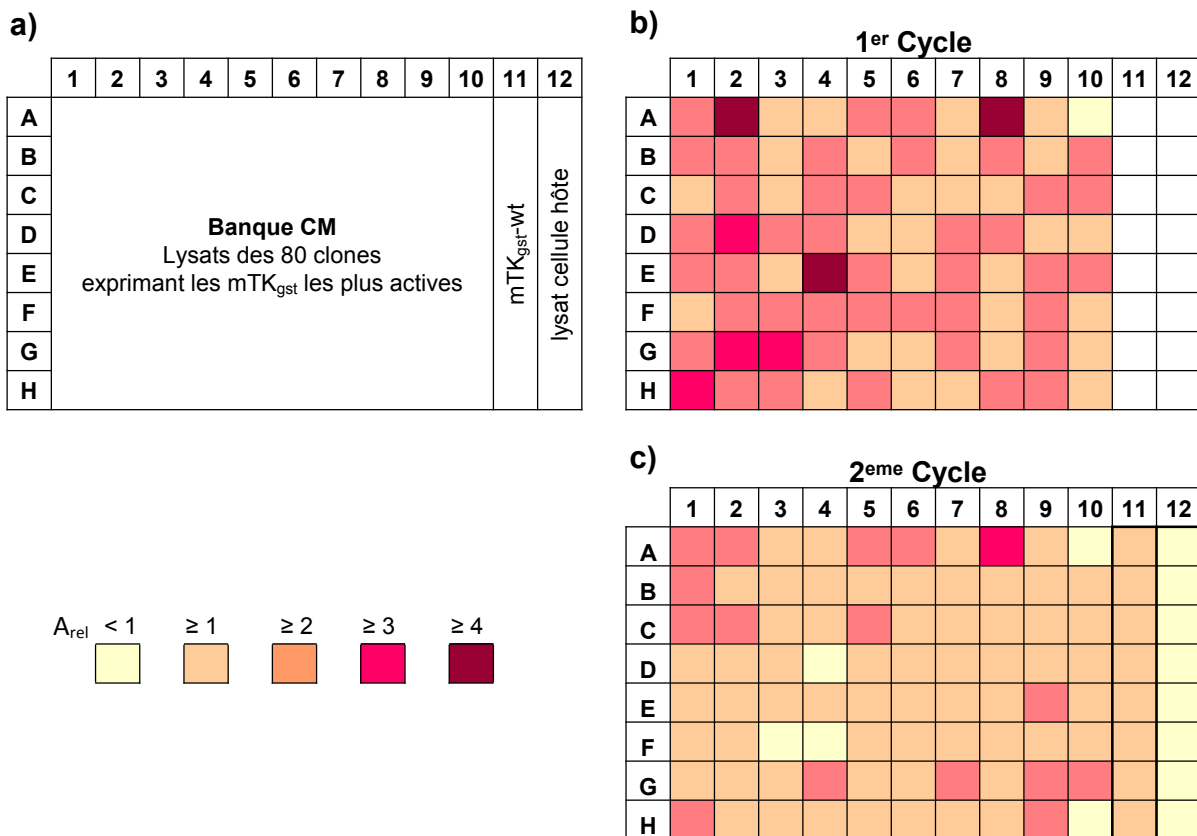 a)
1 2 3 4 5 6 7 8 9 10 11 12
A
B
C
D
E
F
G
H
Banque CM
Lysats des 80 clones
exprimant les mTKgst les plus actives
mTKgst-wt
lysat cellule hôte
b)
1er Cycle
1 2 3 4 5 6 7 8 9 10 11 12
A
B
C
D
E
F
G
H
Arel < 1 ≥ 1 ≥ 2 ≥ 3 ≥ 4
c)
2eme Cycle
1 2 3 4 5 6 7 8 9 10 11 12
A
B
C
D
E
F
G
H